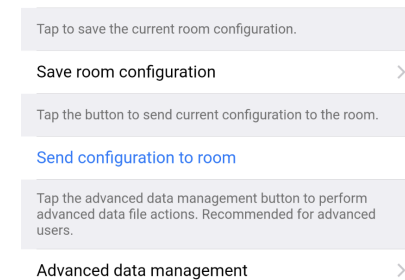 Tap to save the current room configuration.
Save room configuration
Tap the button to send current configuration to the room.
Send configuration to room
Tap the advanced data management button to perform
advanced data file actions. Recommended for advanced
users.
Advanced data management